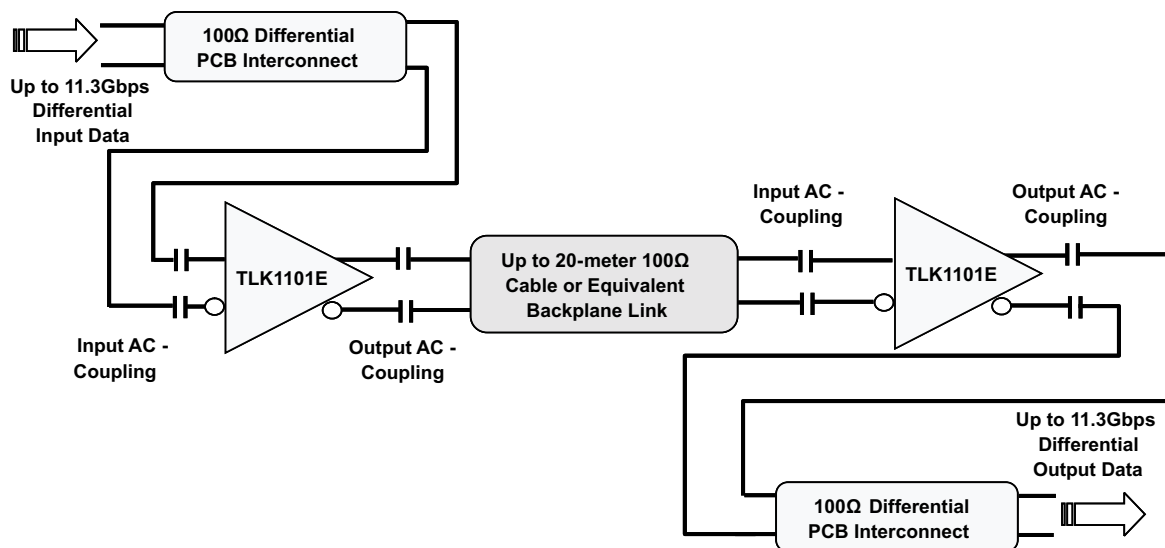 100Ω Differential
PCB Interconnect
Up to 11.3Gbps
Differential
Input Data
Input AC -
Coupling
Output AC -
Coupling
TLK1101E
Up to 20-meter 100Ω
Cable or Equivalent
Backplane Link
TLK1101E
Input AC -
Coupling
Output AC -
Coupling
Up to 11.3Gbps
Differential
Output Data
100Ω Differential
PCB Interconnect